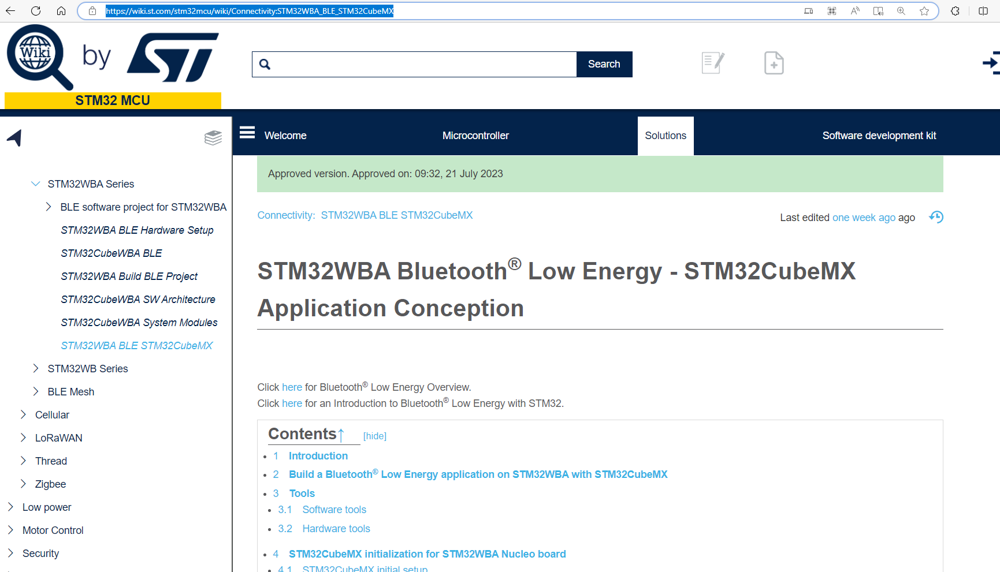 https://wiki.st.com/stm32mcu/wiki/Connectivity:STM32WBA_BLE_STM32CubeMX
Wiki by ST
Search
STM32 MCU
Welcome
Microcontroller
Solutions
Software development kit
STM32WBA Series
BLE software project for STM32WBA
STM32WBA BLE Hardware Setup
STM32CubeWBA BLE
STM32WBA Build BLE Project
STM32CubeWBA SW Architecture
STM32CubeWBA System Modules
STM32WBA BLE STM32CubeMX
STM32WB Series
BLE Mesh
Cellular
LoRaWAN
Thread
Zigbee
Low power
Motor Control
Security
Approved version. Approved on: 09:32, 21 July 2023
Connectivity: STM32WBA BLE STM32CubeMX
Last edited one week ago ago
STM32WBA Bluetooth® Low Energy - STM32CubeMX
Application Conception
Click here for Bluetooth® Low Energy Overview.
Click here for an Introduction to Bluetooth® Low Energy with STM32.
Contents↑ [hide]
• 1 Introduction
• 2 Build a Bluetooth® Low Energy application on STM32WBA with STM32CubeMX
• 3 Tools
• 3.1 Software tools
• 3.2 Hardware tools
• 4 STM32CubeMX initialization for STM32WBA Nucleo board
• 4.1 STM32CubeMX initial setup